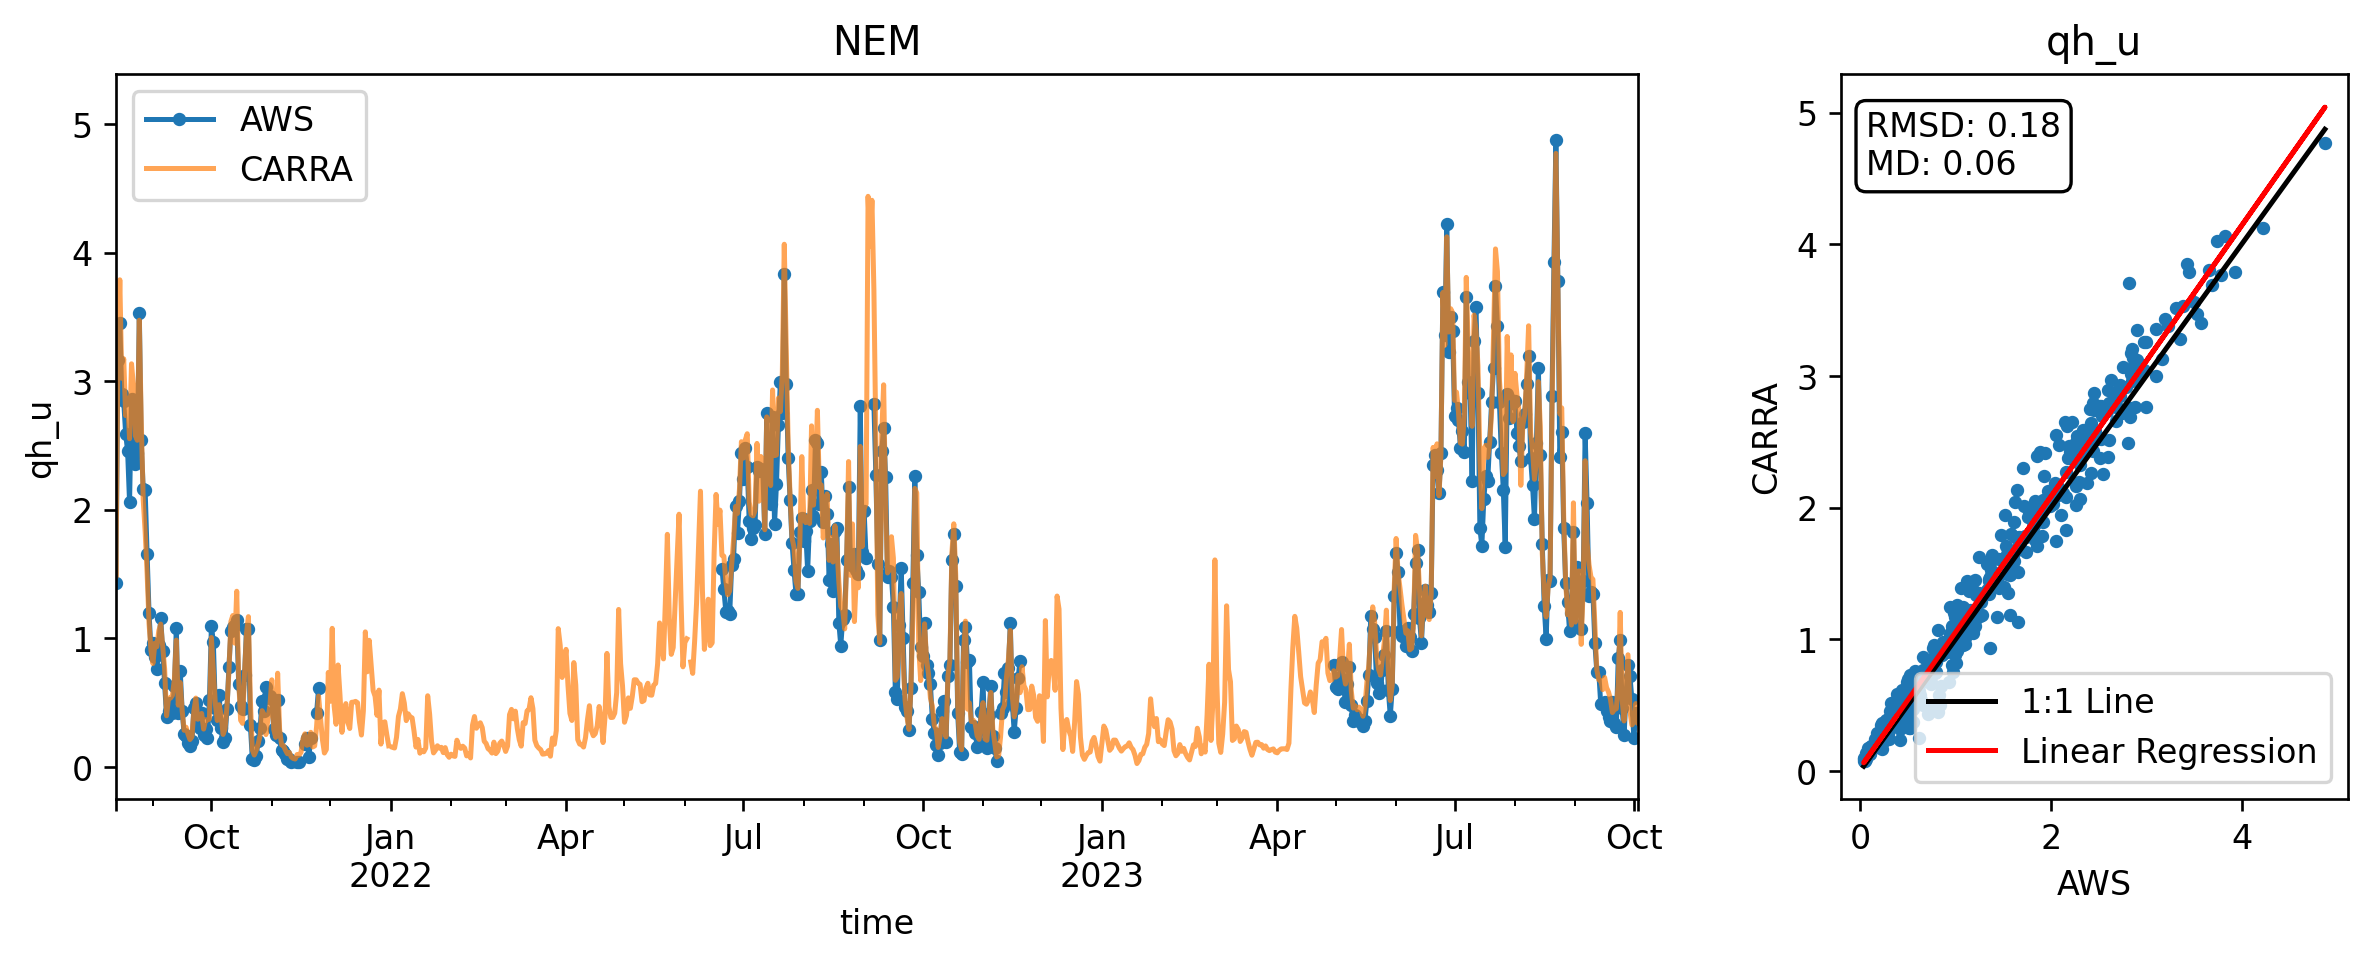 NEM
AWS
CARRA
qh_u
5
4
3
2
1
0
Oct
Jan
2022
Apr
Jul
Oct
Jan
2023
Apr
Jul
Oct
time
qh_u
RMSD: 0.18
MD: 0.06
CARRA
5
4
3
2
1
0
1:1 Line
Linear Regression
0
2
4
AWS